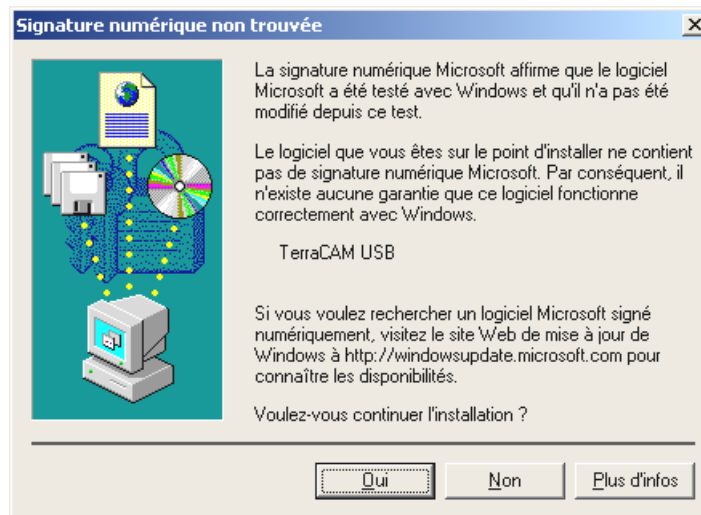 Signature numérique non trouvée
La signature numérique Microsoft affirme que le logiciel
Microsoft a été testé avec Windows et qu'il n'a pas été
modifié depuis ce test.
Le logiciel que vous êtes sur le point d'installer ne contient
pas de signature numérique Microsoft. Par conséquent, il
n'existe aucune garantie que ce logiciel fonctionne
correctement avec Windows.
TerraCAM USB
Si vous voulez rechercher un logiciel Microsoft signé
numériquement, visitez le site Web de mise à jour de
Windows à http://windowsupdate.microsoft.com pour
connaître les disponibilités.
Voulez-vous continuer l'installation ?
Oui
Non
Plus d'infos